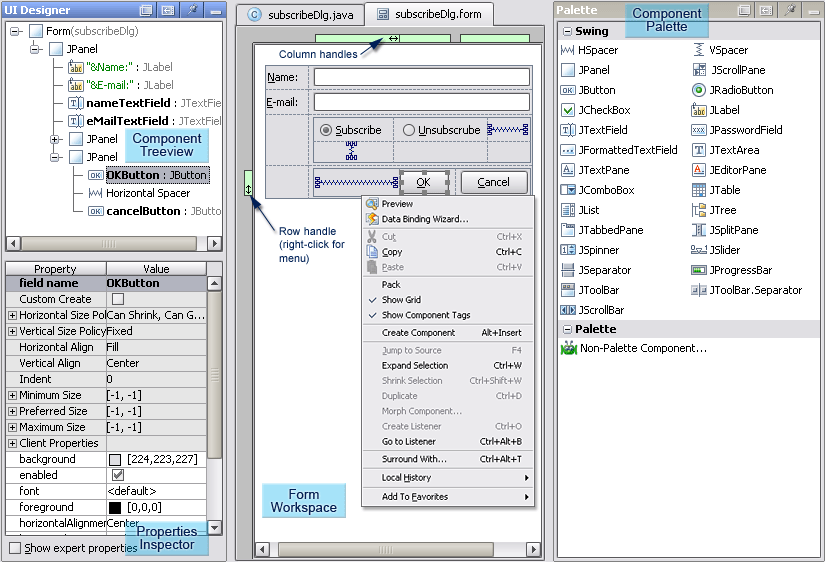 UI Designer
Form(subscribeDlg)
JPanel
"&Name:" : JLabel
"&E-mail:" : JLabel
nameTextField : JTextFiel
eMailTextField : JTextFie
JPanel
JPanel
OKButton : JButton
Horizontal Spacer
cancelButton : JButto
Component
Treeview
Property Value
field name OKButton
Custom Create
Horizontal Size Pol Can Shrink, Can G...
Vertical Size Policy Fixed
Horizontal Align Fill
Vertical Align Center
Indent 0
Minimum Size [-1, -1]
Preferred Size [-1, -1]
Maximum Size [-1, -1]
Client Properties
background [224,223,227]
enabled
font <default>
foreground [0,0,0]
horizontalAlignme Center
Show expert properties
Properties
Inspector
subscribeDlg.java
subscribeDlg.form
Column handles
Name:
E-mail:
Subscribe
Unsubscrube
OK
Cancel
Row handle
(right-click for
menu)
Preview
Data Binding Wizard...
Cut Ctrl+X
Copy Ctrl+C
Paste Ctrl+V
Pack
Show Grid
Show Component Tags
Create Component Alt+Insert
Jump to Source F4
Expand Selection Ctrl+W
Shrink Selection Ctrl+Shift+W
Duplicate Ctrl+D
Morph Component...
Create Listener Ctrl+O
Go to Listener Ctrl+Alt+B
Surround With... Ctrl+Alt+T
Local History
Add To Favorites
Form
Workspace
Palette
Component
Palette
Swing
HSpacer VSpacer
JPanel JScrollPane
JButton JRadioButton
JCheckBox JLabel
JTextField JPasswordField
JFormattedTextField JTextArea
JTextPane JEditorPane
JComboBox JTable
JList JTree
JTabbedPane JSplitPane
JSpinner JSlider
JSeparator JProgressBar
JToolBar JToolBar.Separator
JScrollBar
Palette
Non-Palette Component...